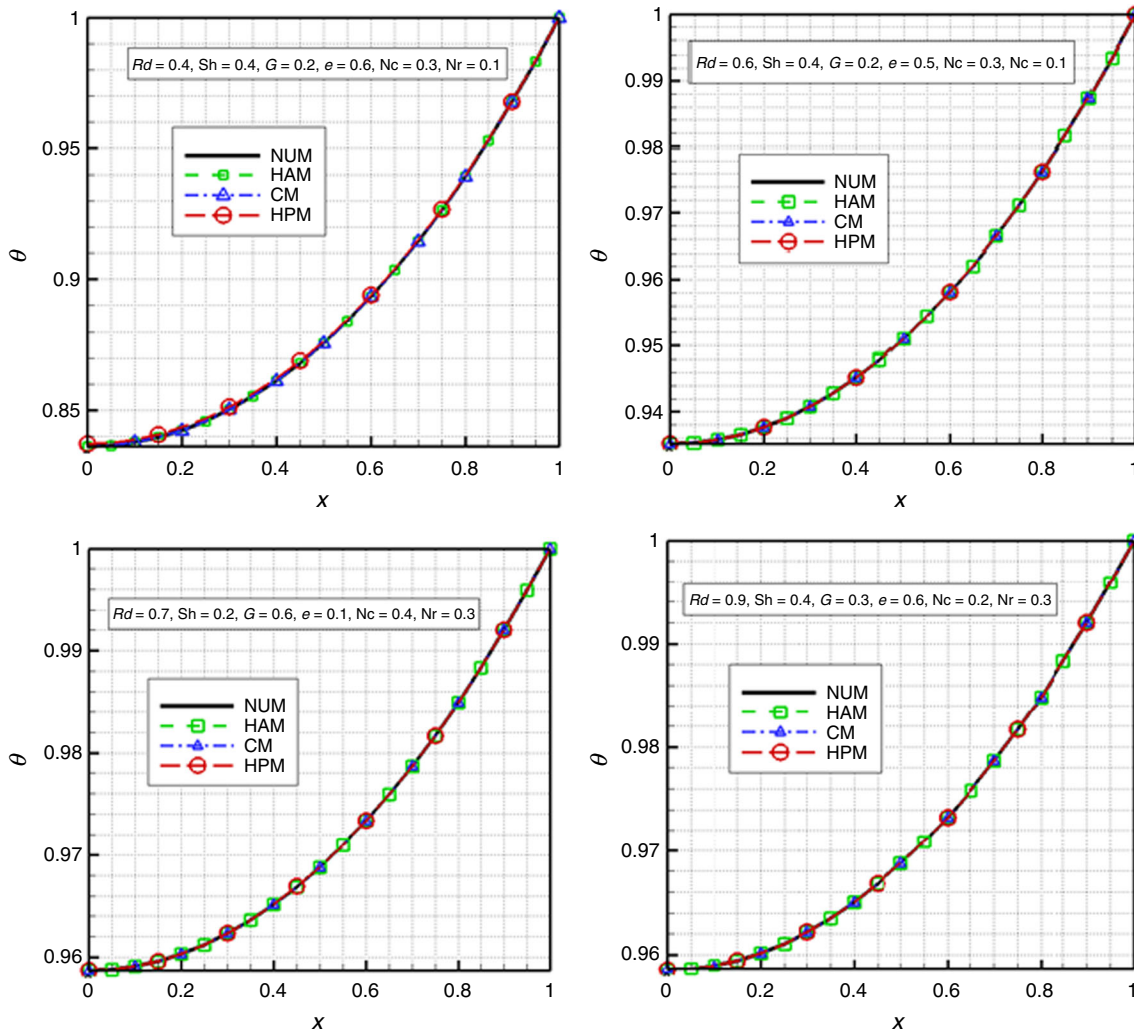 1
0.95
0.9
0.85
θ
Rd = 0.4, Sh = 0.4, G = 0.2, e = 0.6, Nc = 0.3, Nr = 0.1
NUM
HAM
CM
HPM
0 0.2 0.4 0.6 0.8 1
x
1
0.99
0.98
0.97
0.96
0.95
0.94
θ
Rd = 0.6, Sh = 0.4, G = 0.2, e = 0.5, Nc = 0.3, Nc = 0.1
NUM
HAM
CM
HPM
0 0.2 0.4 0.6 0.8 1
x
1
0.99
0.98
0.97
0.96
θ
Rd = 0.7, Sh = 0.2, G = 0.6, e = 0.1, Nc = 0.4, Nr = 0.3
NUM
HAM
CM
HPM
0 0.2 0.4 0.6 0.8 1
x
1
0.99
0.98
0.97
0.96
θ
Rd = 0.9, Sh = 0.4, G = 0.3, e = 0.6, Nc = 0.2, Nr = 0.3
NUM
HAM
CM
HPM
0 0.2 0.4 0.6 0.8 1
x